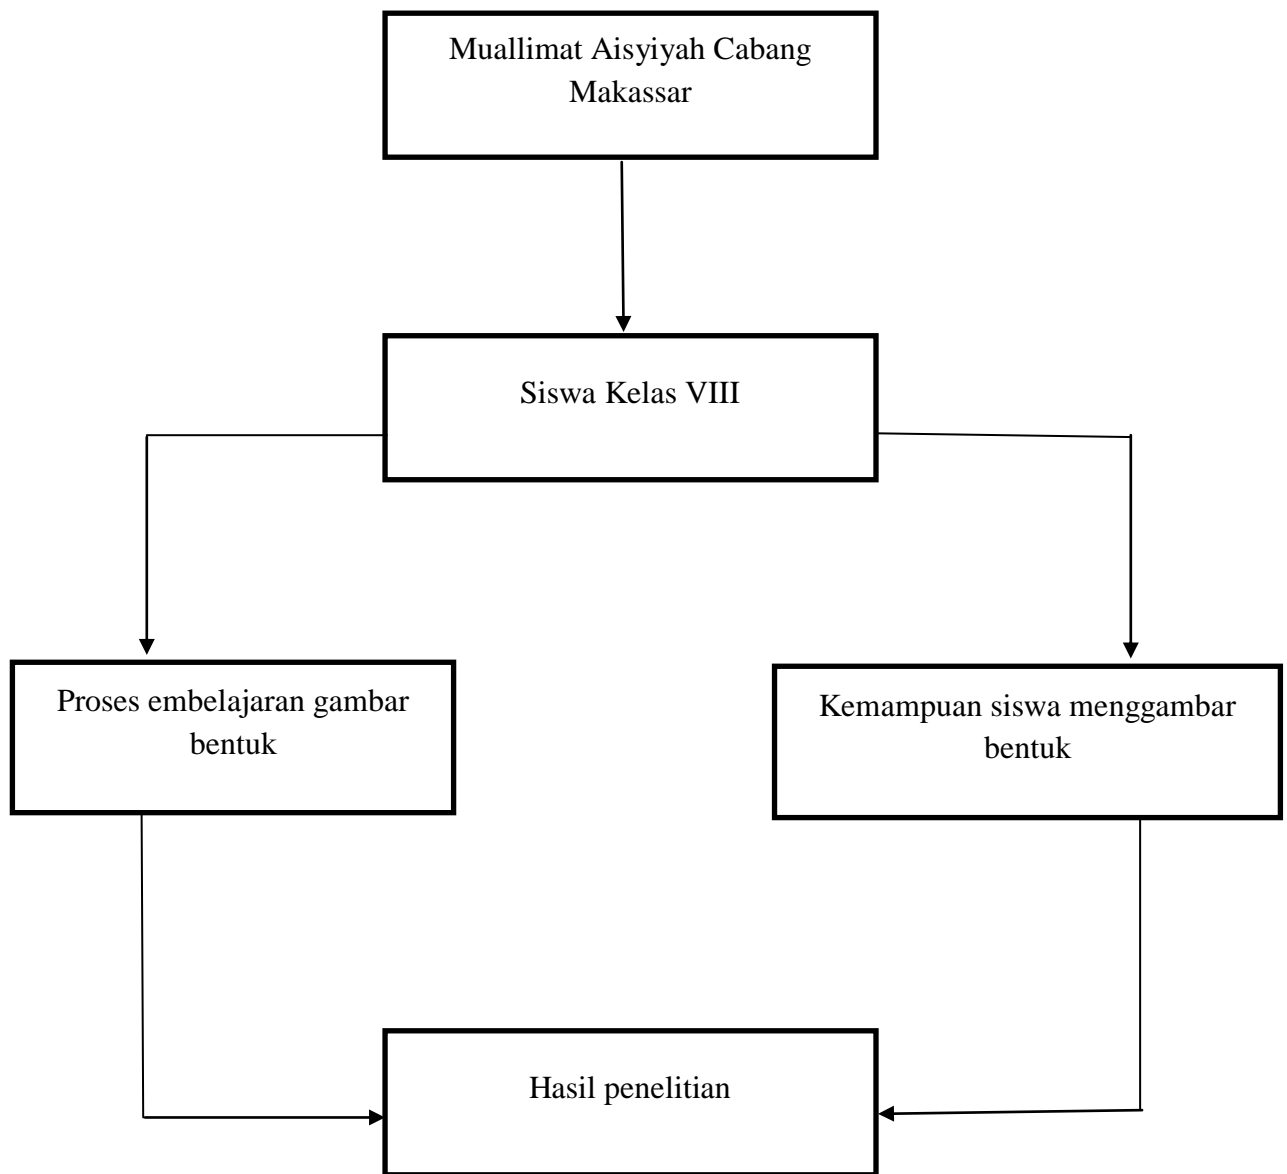 Muallimat Aisyiyah Cabang
Makassar
Siswa Kelas VIII
Proses embelajaran gambar
bentuk
Kemampuan siswa menggambar
bentuk
Hasil penelitian